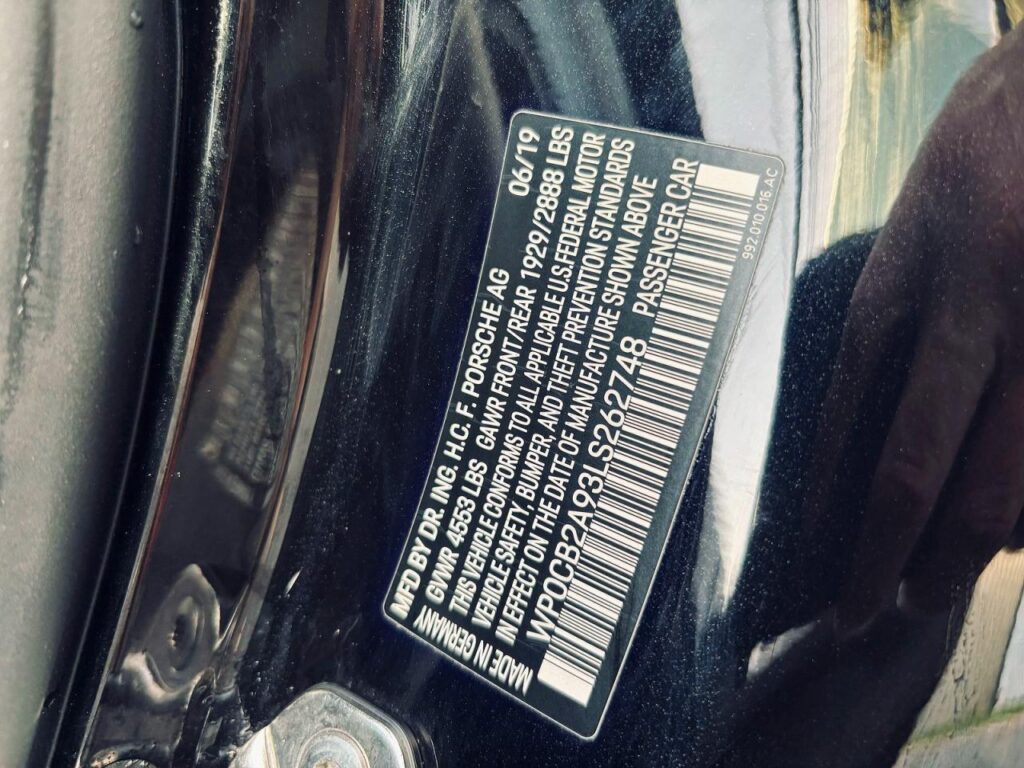 MFD BY DR. ING. H.C. F. PORSCHE AG 06/19
GVWR 4553 LBS GAWR FRONT/REAR 1929/2888 LBS
THIS VEHICLE CONFORMS TO ALL APPLICABLE U.S. FEDERAL MOTOR
VEHICLE SAFETY, BUMPER, AND THEFT PREVENTION STANDARDS
IN EFFECT ON THE DATE OF MANUFACTURE SHOWN ABOVE
WP0CB2A93LS262748 PASSENGER CAR
MADE IN GERMANY
992.010.016.AC